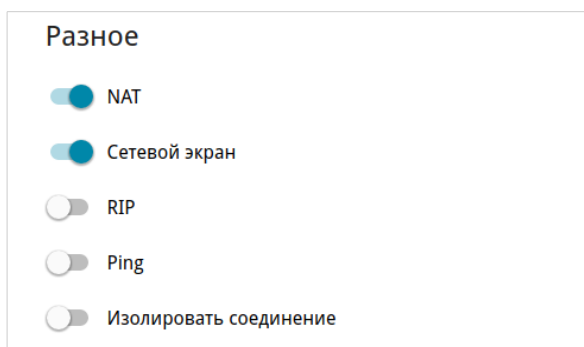 Разное
NAT
Сетевой экран
RIP
Ping
Изолировать соединение